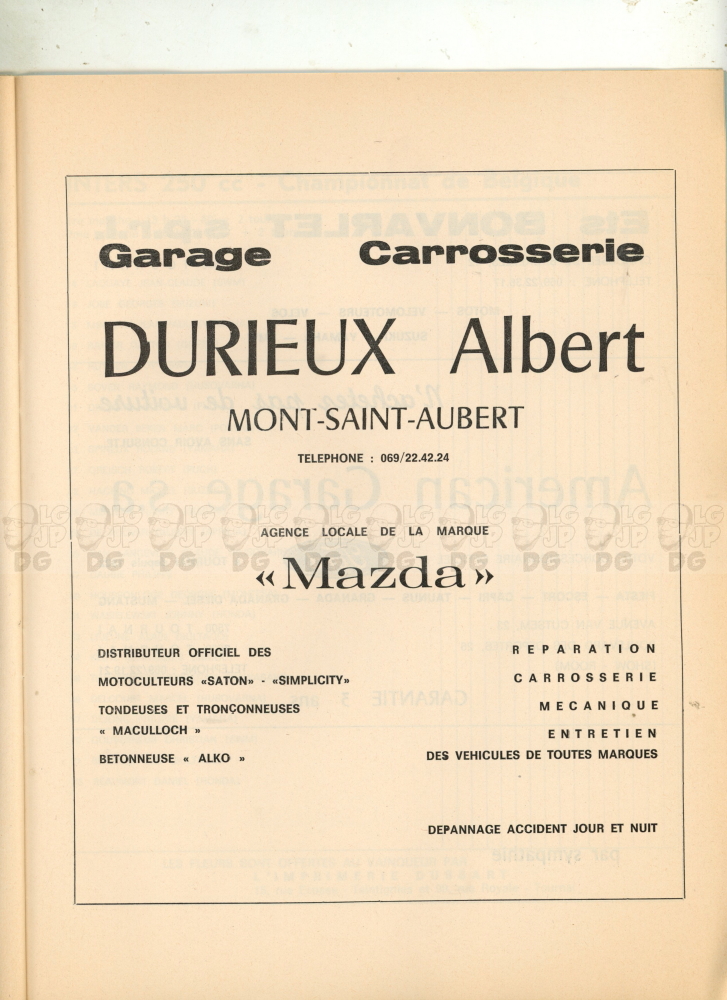 Garage Carrosserie
DURIEUX Albert
MONT-SAINT-AUBERT
TELEPHONE : 069/22.42.24
AGENCE LOCALE DE LA MARQUE
«Mazda»
DISTRIBUTEUR OFFICIEL DES
MOTOCULTEURS «SATON» - «SIMPLICITY»
TONDEUSES ET TRONÇONNEUSES
« MACULLOCH »
BETONNEUSE « ALKO »
REPARATION
CARROSSERIE
MECANIQUE
ENTRETIEN
DES VEHICULES DE TOUTES MARQUES
DEPANNAGE ACCIDENT JOUR ET NUIT